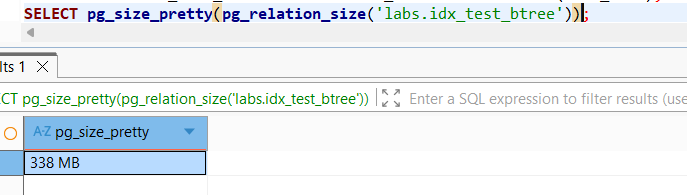 SELECT pg_size_pretty(pg_relation_size('labs.idx_test_btree'));
lts 1
CT pg_size_pretty(pg_relation_size('labs.idx_test_btree'))
Enter a SQL expression to filter results (use
A-Z pg_size_pretty
338 MB